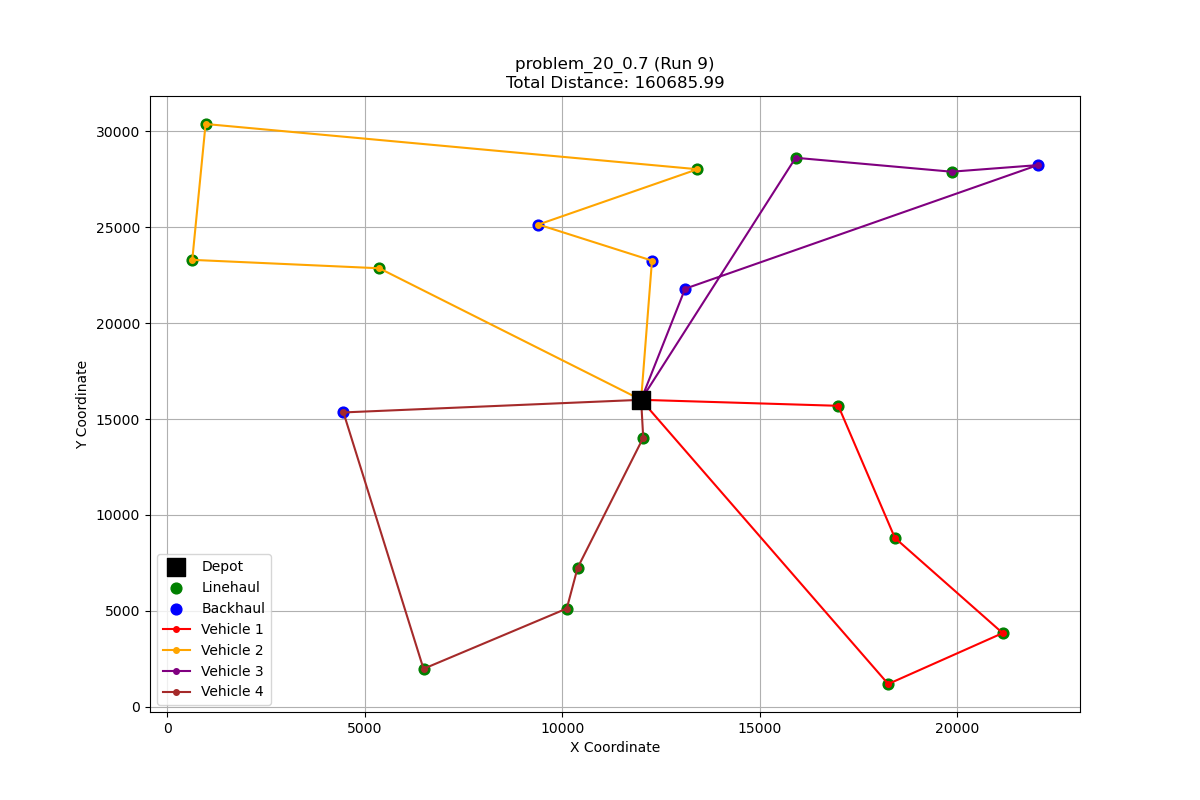 problem_20_0.7 (Run 9)
Total Distance: 160685.99
Y Coordinate
30000
25000
20000
15000
10000
5000
0
Depot
Linehaul
Backhaul
Vehicle 1
Vehicle 2
Vehicle 3
Vehicle 4
0 5000 10000 15000 20000
X Coordinate